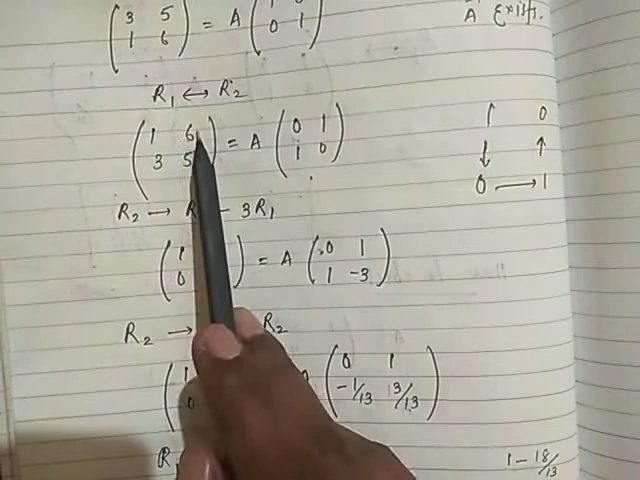 (3 5
1 6) = A (1 0
0 1)
A Exists.
R₁ ↔ R₂
(1 6
3 5) = A (0 1
1 0)
1 0
↓ ↑
0 → 1
R₂ → R - 3R₁
(1
0 ) = A (0 1
1 -3)
R₂ → R₂
(1
0 (0 1
-1/13 3/13)
R
1 - 18/13